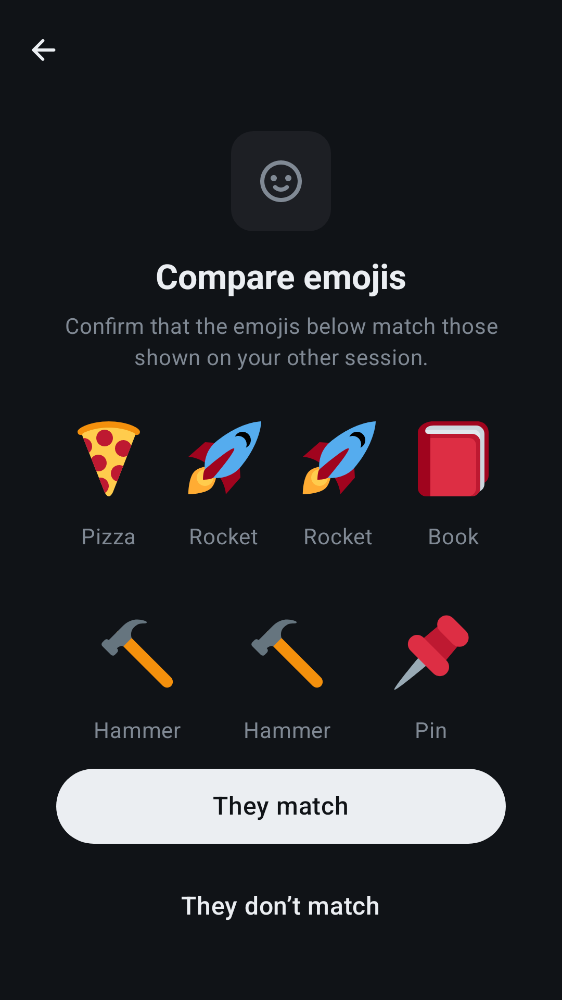 Compare emojis
Confirm that the emojis below match those
shown on your other session.
Pizza Rocket Rocket Book
Hammer Hammer Pin
They match
They don’t match